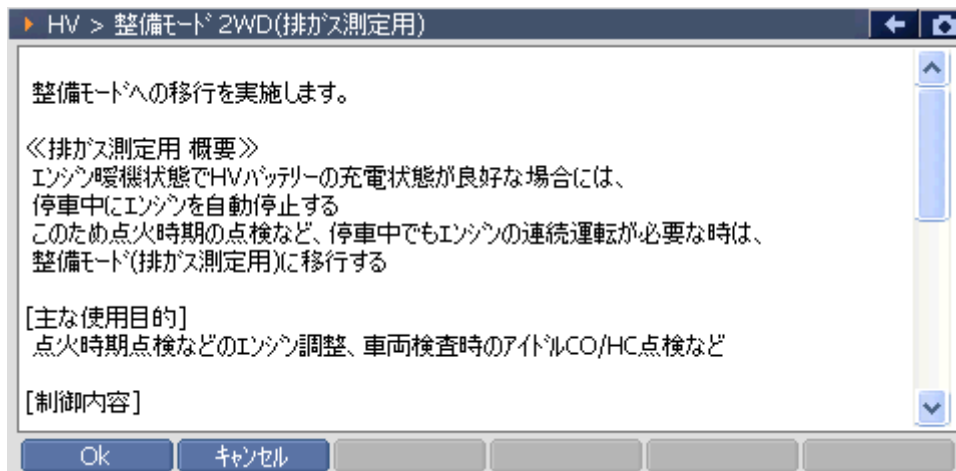 HV > 整備ﾓｰﾄﾞ2WD(排ｶﾞｽ測定用)
整備ﾓｰﾄﾞへの移行を実施します。
≪排ｶﾞｽ測定用 概要≫
ｴﾝｼﾞﾝ暖機状態でHVﾊﾞｯﾃﾘｰの充電状態が良好な場合には、
停車中にｴﾝｼﾞﾝを自動停止する
このため点火時期の点検など、停車中でもｴﾝｼﾞﾝの連続運転が必要な時は、
整備ﾓｰﾄﾞ(排ｶﾞｽ測定用)に移行する
[主な使用目的]
点火時期点検などのｴﾝｼﾞﾝ調整、車両検査時のｱｲﾄﾞﾙCO/HC点検など
[制御内容]
Ok
ｷｬﾝｾﾙ